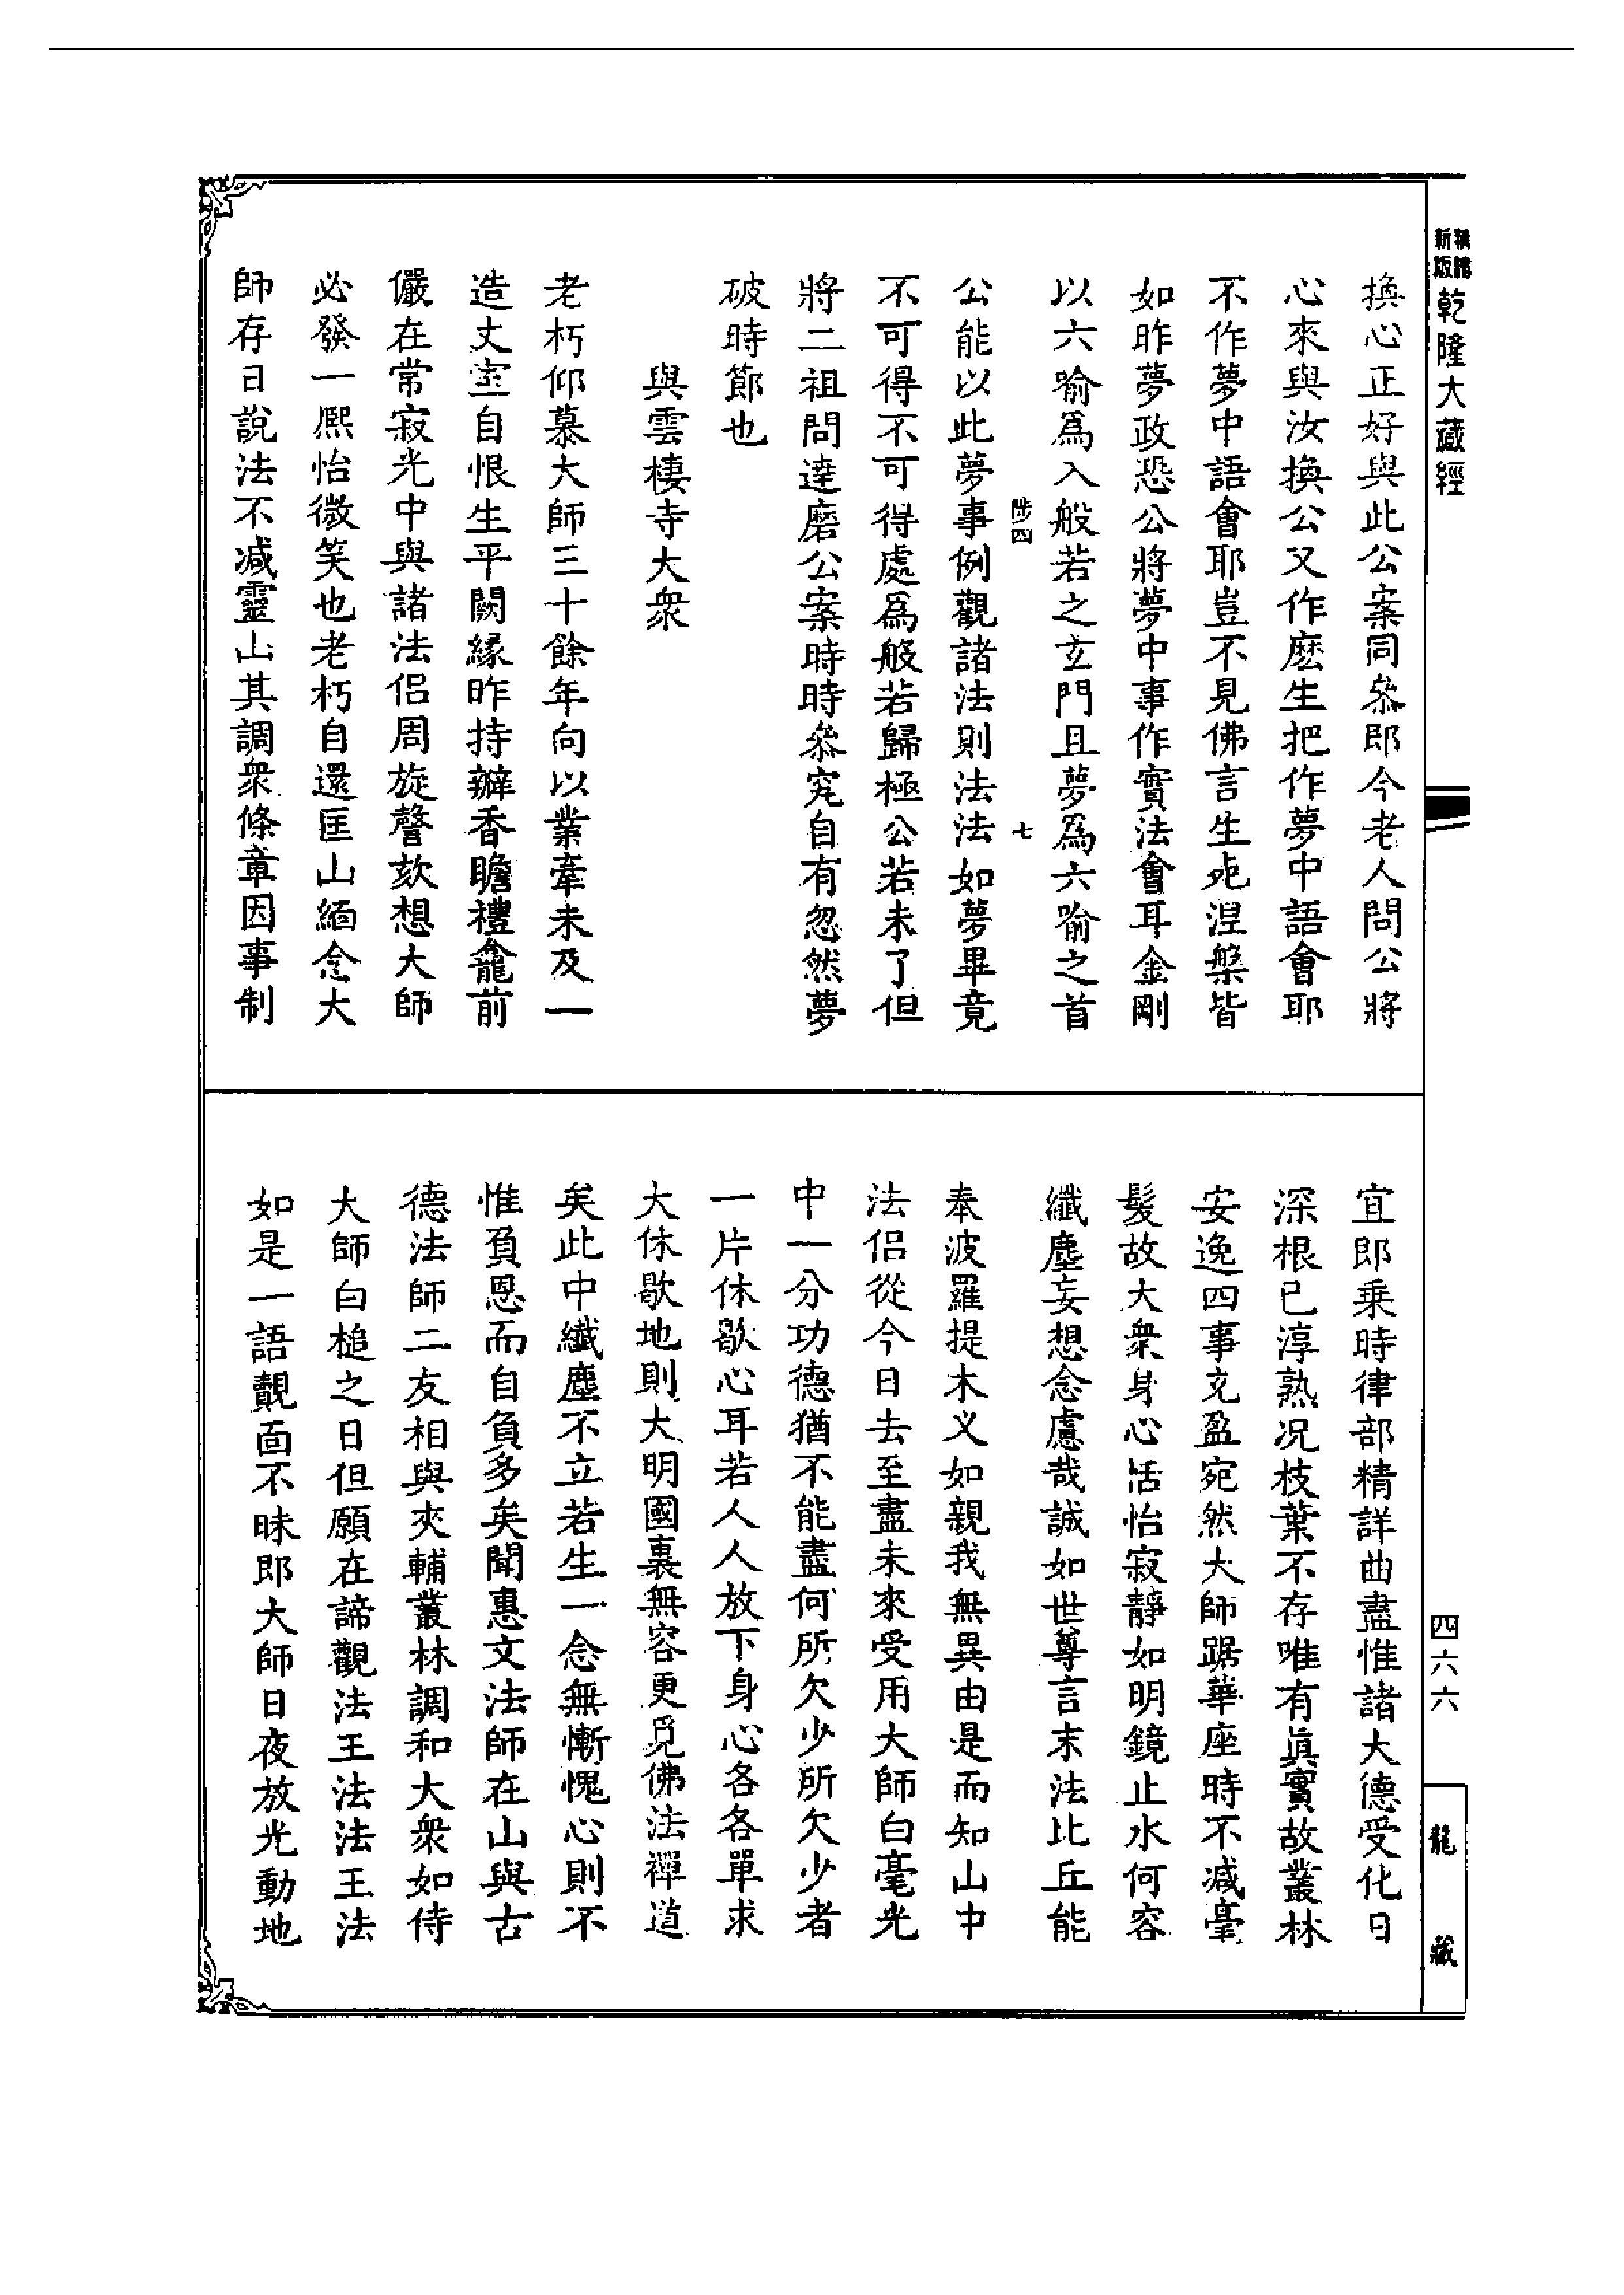 乾隆大藏經
換心正好與此公案同叅即今老人問公將
心來與汝換公又作麽生把作夢中語會耶
不作夢中語會耶豈不見佛言生死涅槃皆
如昨夢政恐公將夢中事作實法會耳金剛
以六喻爲入般若之玄門且夢爲六喻之首
陟四 七
公能以此夢事例觀諸法則法法如夢畢竟
不可得不可得處爲般若歸極公若未了但
將二祖問達磨公案時時叅究自有忽然夢
破時節也
與雲棲寺大衆
老朽仰慕大師三十餘年向以業牽未及一
造丈室自恨生平闕緣昨持辦香瞻禮龕前
儼在常寂光中與諸法侣周旋謦欬想大師
必發一熈怡微笑也老朽自還匡山緬念大
師存日說法不减靈山其調衆條章因事制
宜即乘時律部精詳曲盡惟諸大德受化日
深根已淳熟况枝葉不存唯有眞實故叢林
安逸四事充盈宛然大師踞華座時不减毫
髮故大衆身心恬怡寂靜如明鏡止水何容
纖塵妄想念慮哉誠如世尊言末法比丘能
奉波羅提木义如親我無異由是而知山中
法侣從今日去至盡未來受用大師白毫光
中一分功德猶不能盡何所欠少所欠少者
一片休歇心耳若人人放下身心各各單求
大休歇地則大明國裏無容更覓佛法禪道
矣此中纖塵不立若生一念無慚愧心則不
惟負恩而自負多矣聞惠文法師在山與古
德法師二友相與夾輔叢林調和大衆如侍
大師白槌之日但願在諦觀法王法法王法
如是一語覿面不昧即大師日夜放光動地
四六六
龍藏